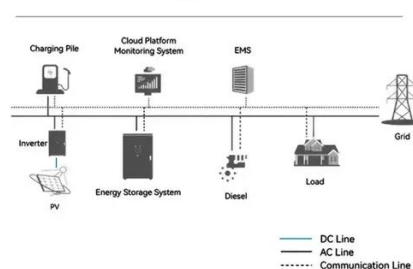 Charging Pile
Cloud Platform
Monitoring System
EMS
Grid
Inverter
PV
Energy Storage System
Diesel
Load
DC Line
AC Line
Communication Line